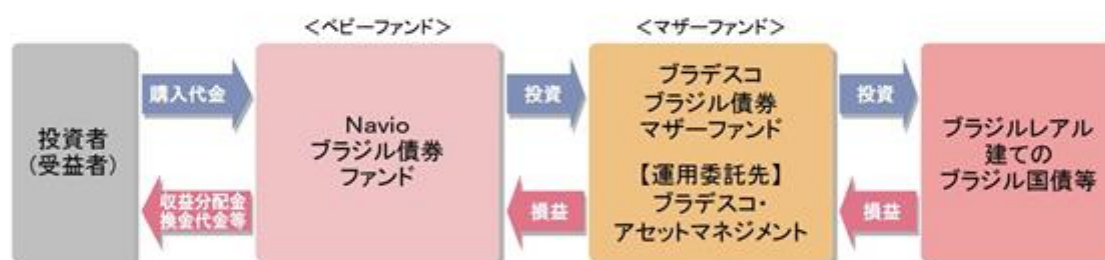 ＜ベビーファンド＞
＜マザーファンド＞
投資者
(受益者)
購入代金
収益分配金
換金代金等
Navio
ブラジル債券
ファンド
投資
損益
ブラデスコ
ブラジル債券
マザーファンド
【運用委託先】
ブラデスコ・
アセットマネジメント
投資
損益
ブラジルレアル
建ての
ブラジル国債等